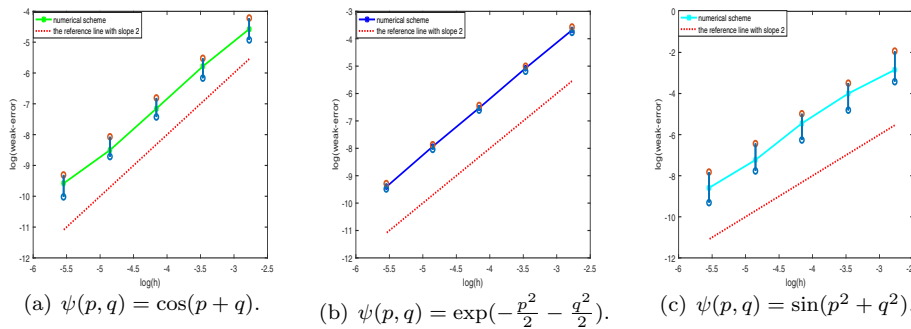 -4
-5
-6
-7
-8
-9
-10
-11
-12
log(weak-error)
numerical scheme
the reference line with slope 2
-6 -5.5 -5 -4.5 -4 -3.5 -3 -2.5
log(h)
(a) ψ(p, q) = cos(p + q).
-3
-4
-5
-6
-7
-8
-9
-10
-11
-12
log(weak-error)
numerical scheme
the reference line with slope 2
-6 -5.5 -5 -4.5 -4 -3.5 -3 -2.5
log(h)
(b) ψ(p, q) = exp(−p²/2 − q²/2).
0
-2
-4
-6
-8
-10
-12
log(weak-error)
numerical scheme
the reference line with slope 2
-6 -5.5 -5 -4.5 -4 -3.5 -3 -2.5
log(h)
(c) ψ(p, q) = sin(p² + q²)